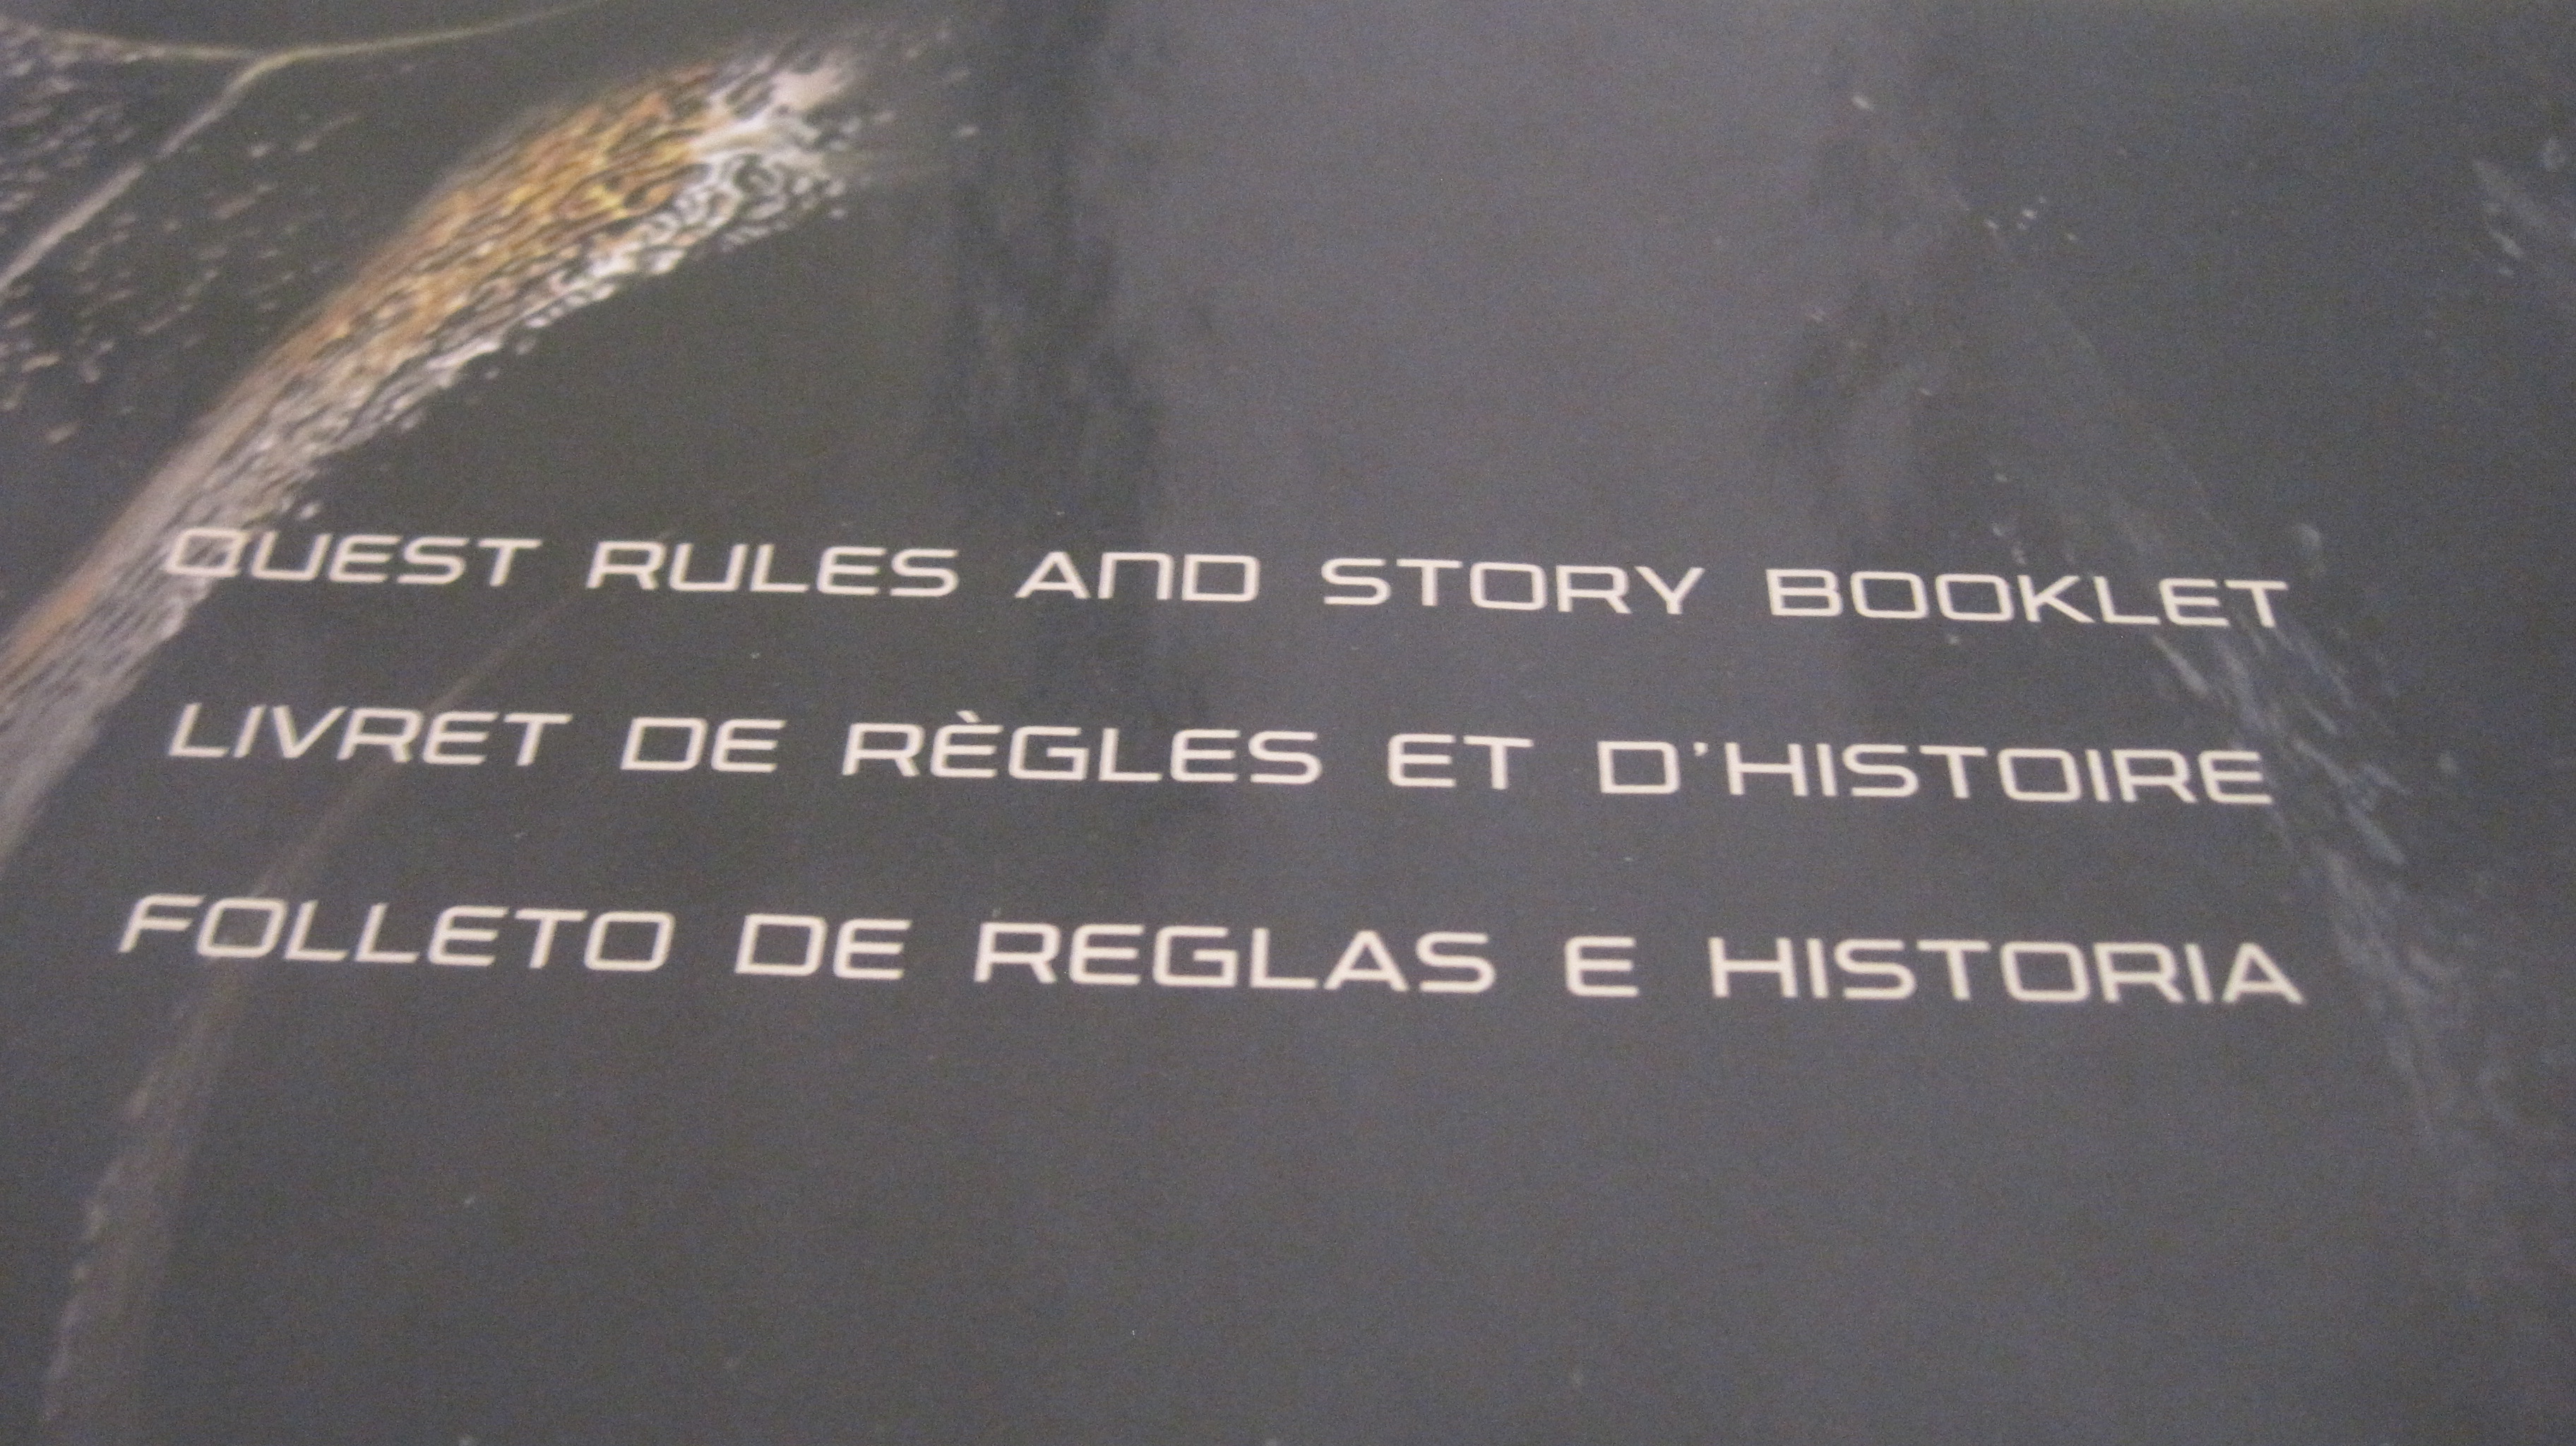 QUEST RULES AND STORY BOOKLET
LIVRET DE RÈGLES ET D'HISTOIRE
FOLLETO DE REGLAS E HISTORIA